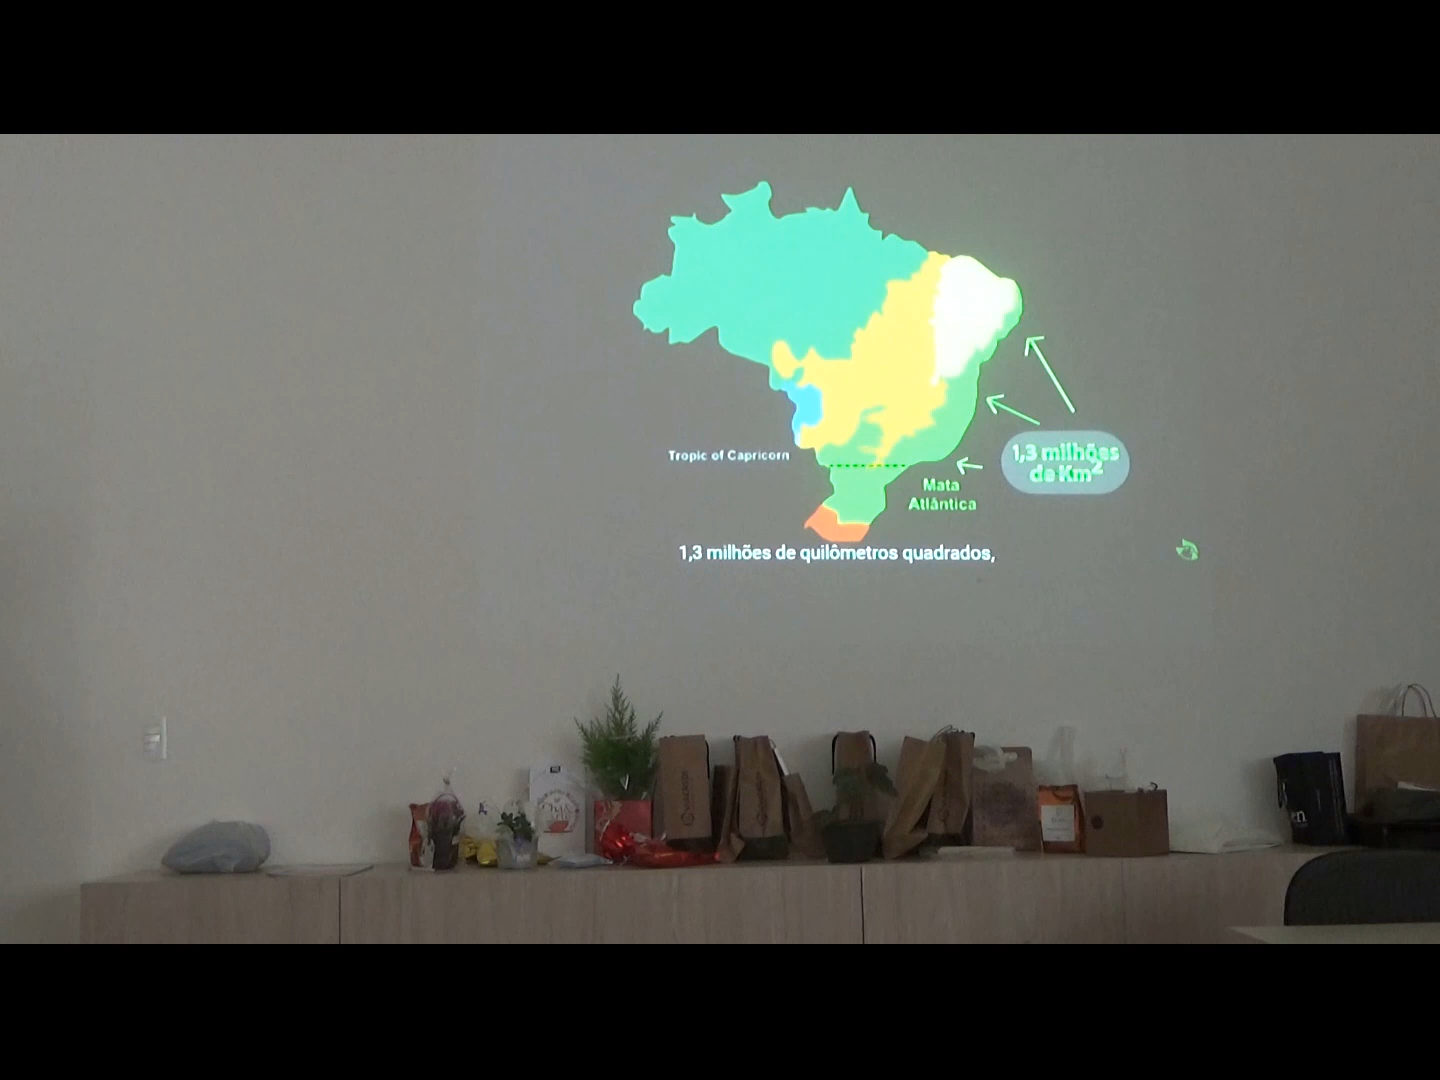 Tropic of Capricorn
1,3 milhões
de Km²
Mata
Atlântica
1,3 milhões de quilômetros quadrados,